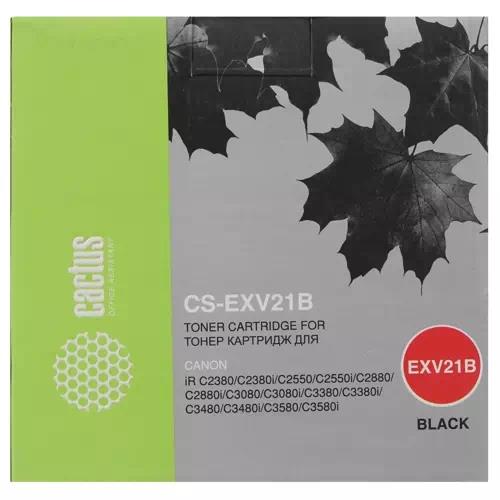 cactus
OFFICE ASSISTANT
CS-EXV21B
TONER CARTRIDGE FOR
ТОНЕР КАРТРИДЖ ДЛЯ
CANON
iR C2380/C2380i/C2550/C2550i/C2880/
C2880i/C3080/C3080i/C3380/C3380i/
C3480/C3480i/C3580/C3580i
EXV21B
BLACK